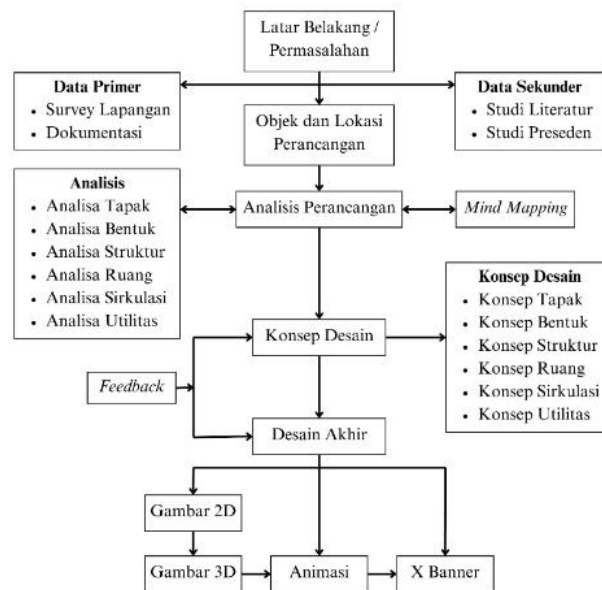 Latar Belakang /
Permasalahan
Data Primer
• Survey Lapangan
• Dokumentasi
Data Sekunder
• Studi Literatur
• Studi Preseden
Objek dan Lokasi
Perancangan
Analisis
• Analisa Tapak
• Analisa Bentuk
• Analisa Struktur
• Analisa Ruang
• Analisa Sirkulasi
• Analisa Utilitas
Analisis Perancangan
Mind Mapping
Konsep Desain
• Konsep Tapak
• Konsep Bentuk
• Konsep Struktur
• Konsep Ruang
• Konsep Sirkulasi
• Konsep Utilitas
Konsep Desain
Feedback
Desain Akhir
Gambar 2D
Gambar 3D
Animasi
X Banner